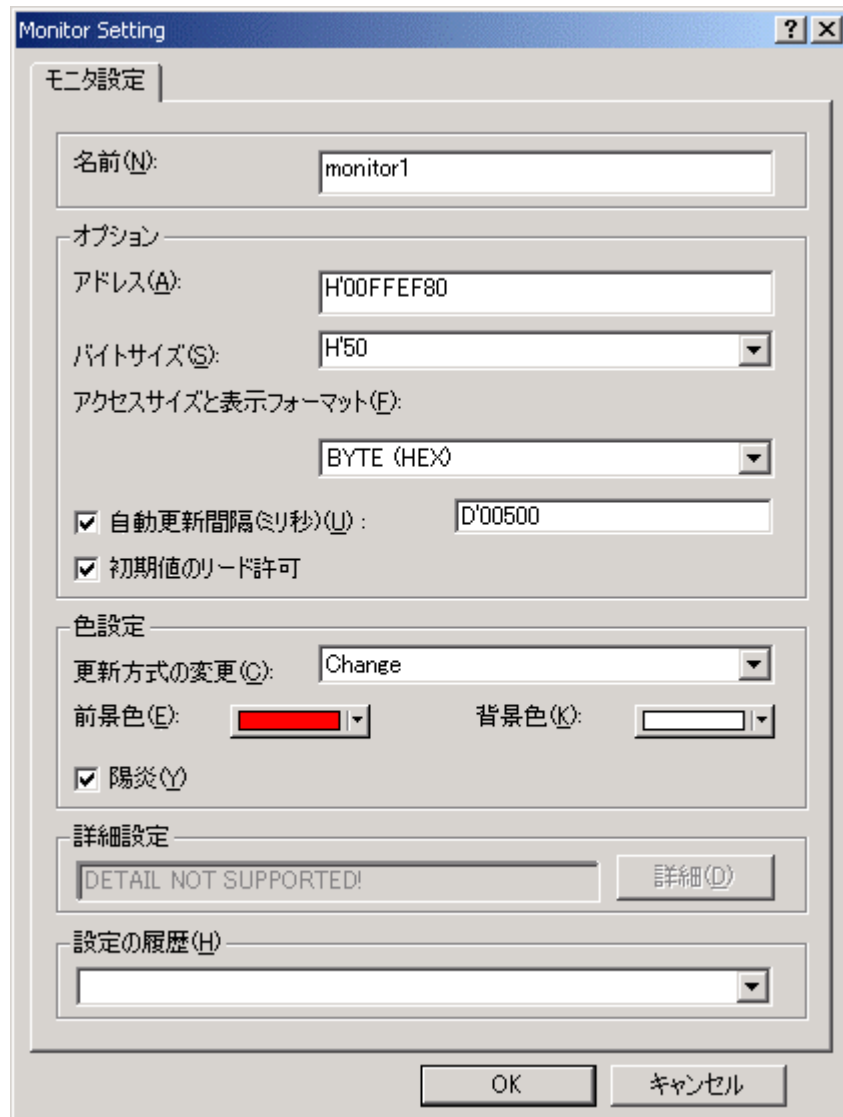 Monitor Setting
モニタ設定
名前(N):
monitor1
オプション
アドレス(A):
H'00FFEF80
バイトサイズ(S):
H'50
アクセスサイズと表示フォーマット(F):
BYTE (HEX)
自動更新間隔(ミリ秒)(U) :
D'00500
初期値のリード許可
色設定
更新方式の変更(C):
Change
前景色(E):
背景色(K):
陽炎(Y)
詳細設定
DETAIL NOT SUPPORTED!
詳細(D)
設定の履歴(H)
OK
キャンセル